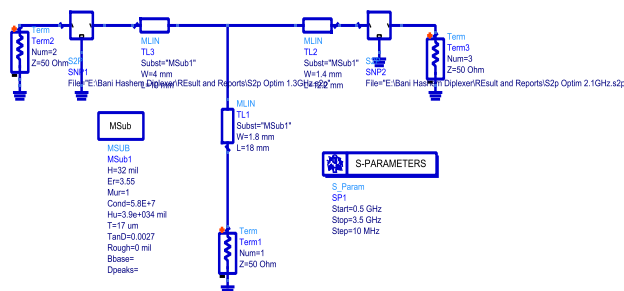 Term
Term2
Num=2
Z=50 Ohm
S2P
SNP1
MLIN
TL3
Subst="MSub1"
W=4 mm
MLIN
TL2
Subst="MSub1"
W=1.4 mm
S2P
SNP2
File="E:\Bani Hashem Diplexer\REsult and Reports\S2p Optim 2.1GHz.s2p
Term
Term3
Num=3
Z=50 Ohm
File="E:\Bani Hashem Diplexer\REsult and Reports\S2p Optim
MLIN
TL1
Subst="MSub1"
W=1.8 mm
L=18 mm
MSub
MSUB
MSub1
H=32 mil
Er=3.55
Mur=1
Cond=5.8E+7
Hu=3.9e+034 mil
T=17 um
TanD=0.0027
Rough=0 mil
Bbase=
Dpeaks=
S-PARAMETERS
S_Param
SP1
Start=0.5 GHz
Stop=3.5 GHz
Step=10 MHz
Term
Term1
Num=1
Z=50 Ohm